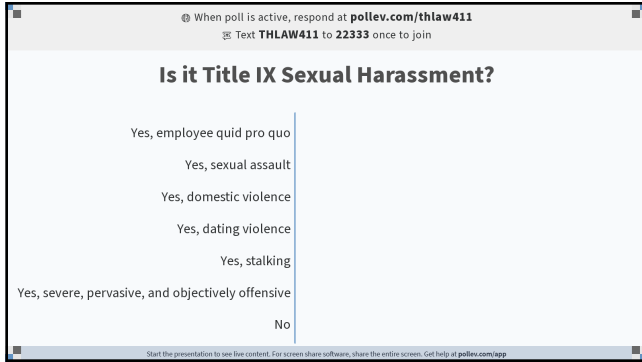 When poll is active, respond at pollev.com/thlaw411
Text THLAW411 to 22333 once to join
Is it Title IX Sexual Harassment?
Yes, employee quid pro quo
Yes, sexual assault
Yes, domestic violence
Yes, dating violence
Yes, stalking
Yes, severe, pervasive, and objectively offensive
No
Start the presentation to see live content. For screen share software, share the entire screen. Get help at pollev.com/app